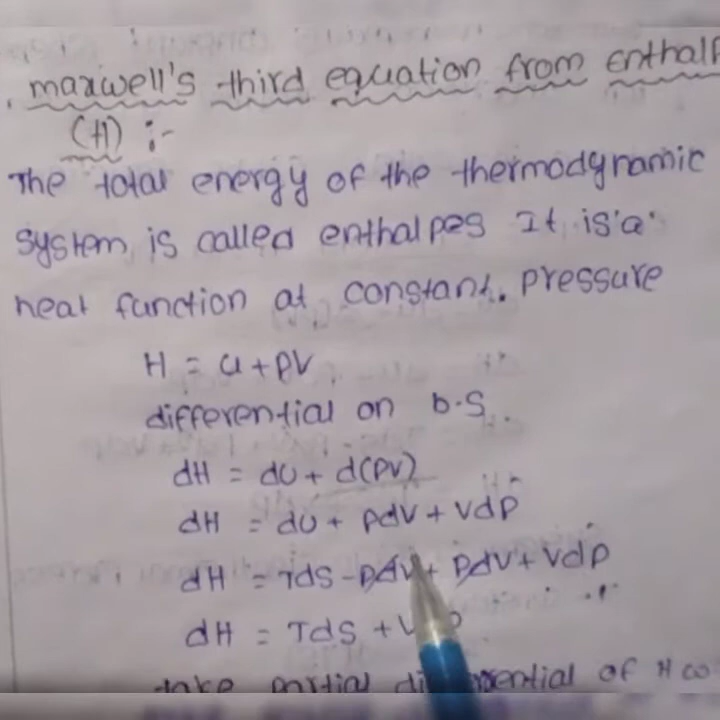 maxwell's third equation from enthalp
(H) :-
The total energy of the thermodynamic
system is called enthalpes It is 'a'
heat function at constant. pressure
H = U + PV
differential on b.s.
dH = dU + d(PV)
dH = dU + PdV + VdP
dH = TdS - PdV + PdV + VdP
dH = TdS + V
take partial differential of H